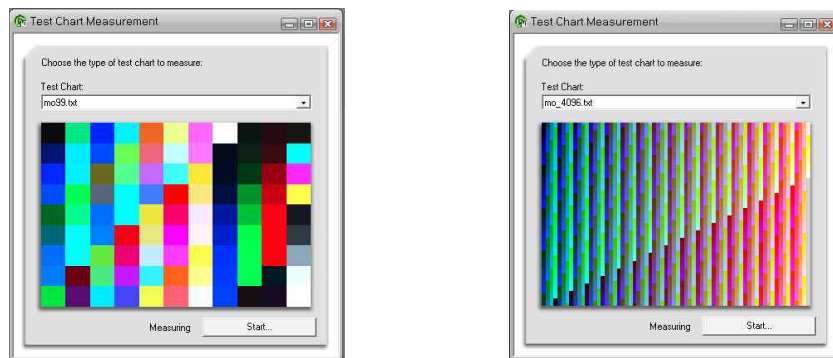 Test Chart Measurement
Choose the type of test chart to measure:
Test Chart:
mo99.txt
Measuring
Start...
Test Chart Measurement
Choose the type of test chart to measure:
Test Chart:
mo_4096.txt
Measuring
Start...